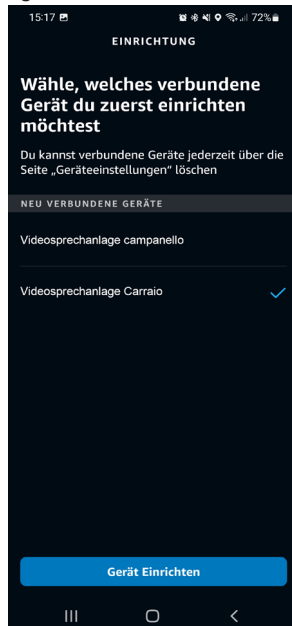 15:17 72%
EINRICHTUNG
Wähle, welches verbundene
Gerät du zuerst einrichten
möchtest
Du kannst verbundene Geräte jederzeit über die
Seite „Geräteeinstellungen“ löschen
NEU VERBUNDENE GERÄTE
Videosprechanlage campanello
Videosprechanlage Carraio
Gerät Einrichten